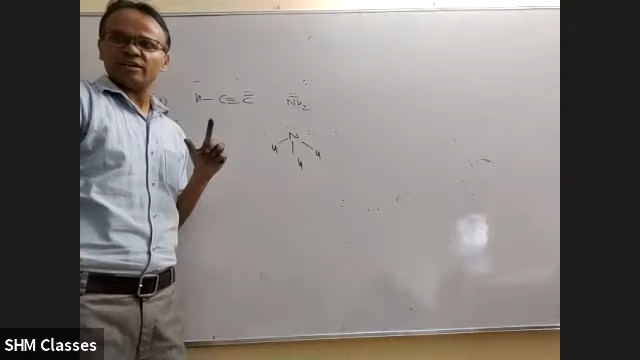 H–C≡C̈ N̄H₂
N
H H H
SHM Classes